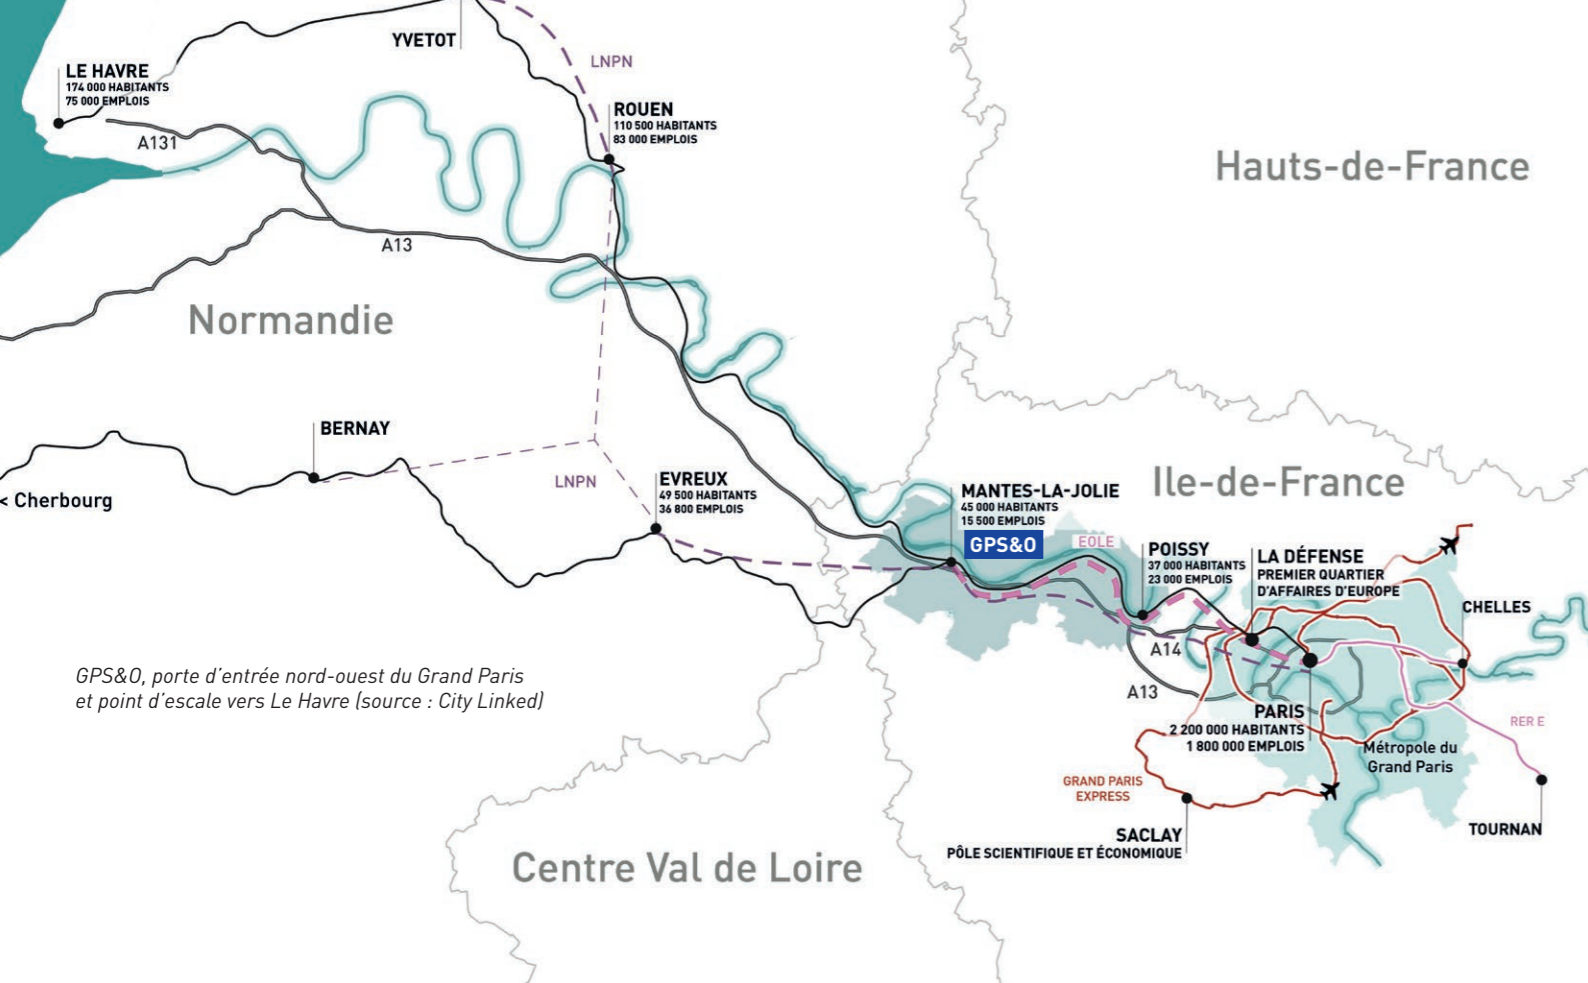 YVETOT
LNPN
LE HAVRE
174 000 HABITANTS
75 000 EMPLOIS
ROUEN
110 500 HABITANTS
83 000 EMPLOIS
A131
Hauts-de-France
A13
Normandie
BERNAY
< Cherbourg
LNPN
EVREUX
49 500 HABITANTS
36 800 EMPLOIS
Ile-de-France
MANTES-LA-JOLIE
45 000 HABITANTS
15 500 EMPLOIS
GPS&O
EOLE
POISSY
37 000 HABITANTS
23 000 EMPLOIS
LA DÉFENSE
PREMIER QUARTIER
D'AFFAIRES D'EUROPE
CHELLES
A14
A13
GPS&O, porte d'entrée nord-ouest du Grand Paris
et point d'escale vers Le Havre (source : City Linked)
PARIS
2 200 000 HABITANTS
1 800 000 EMPLOIS
RER E
Métropole du
Grand Paris
GRAND PARIS
EXPRESS
SACLAY
PÔLE SCIENTIFIQUE ET ÉCONOMIQUE
TOURNAN
Centre Val de Loire